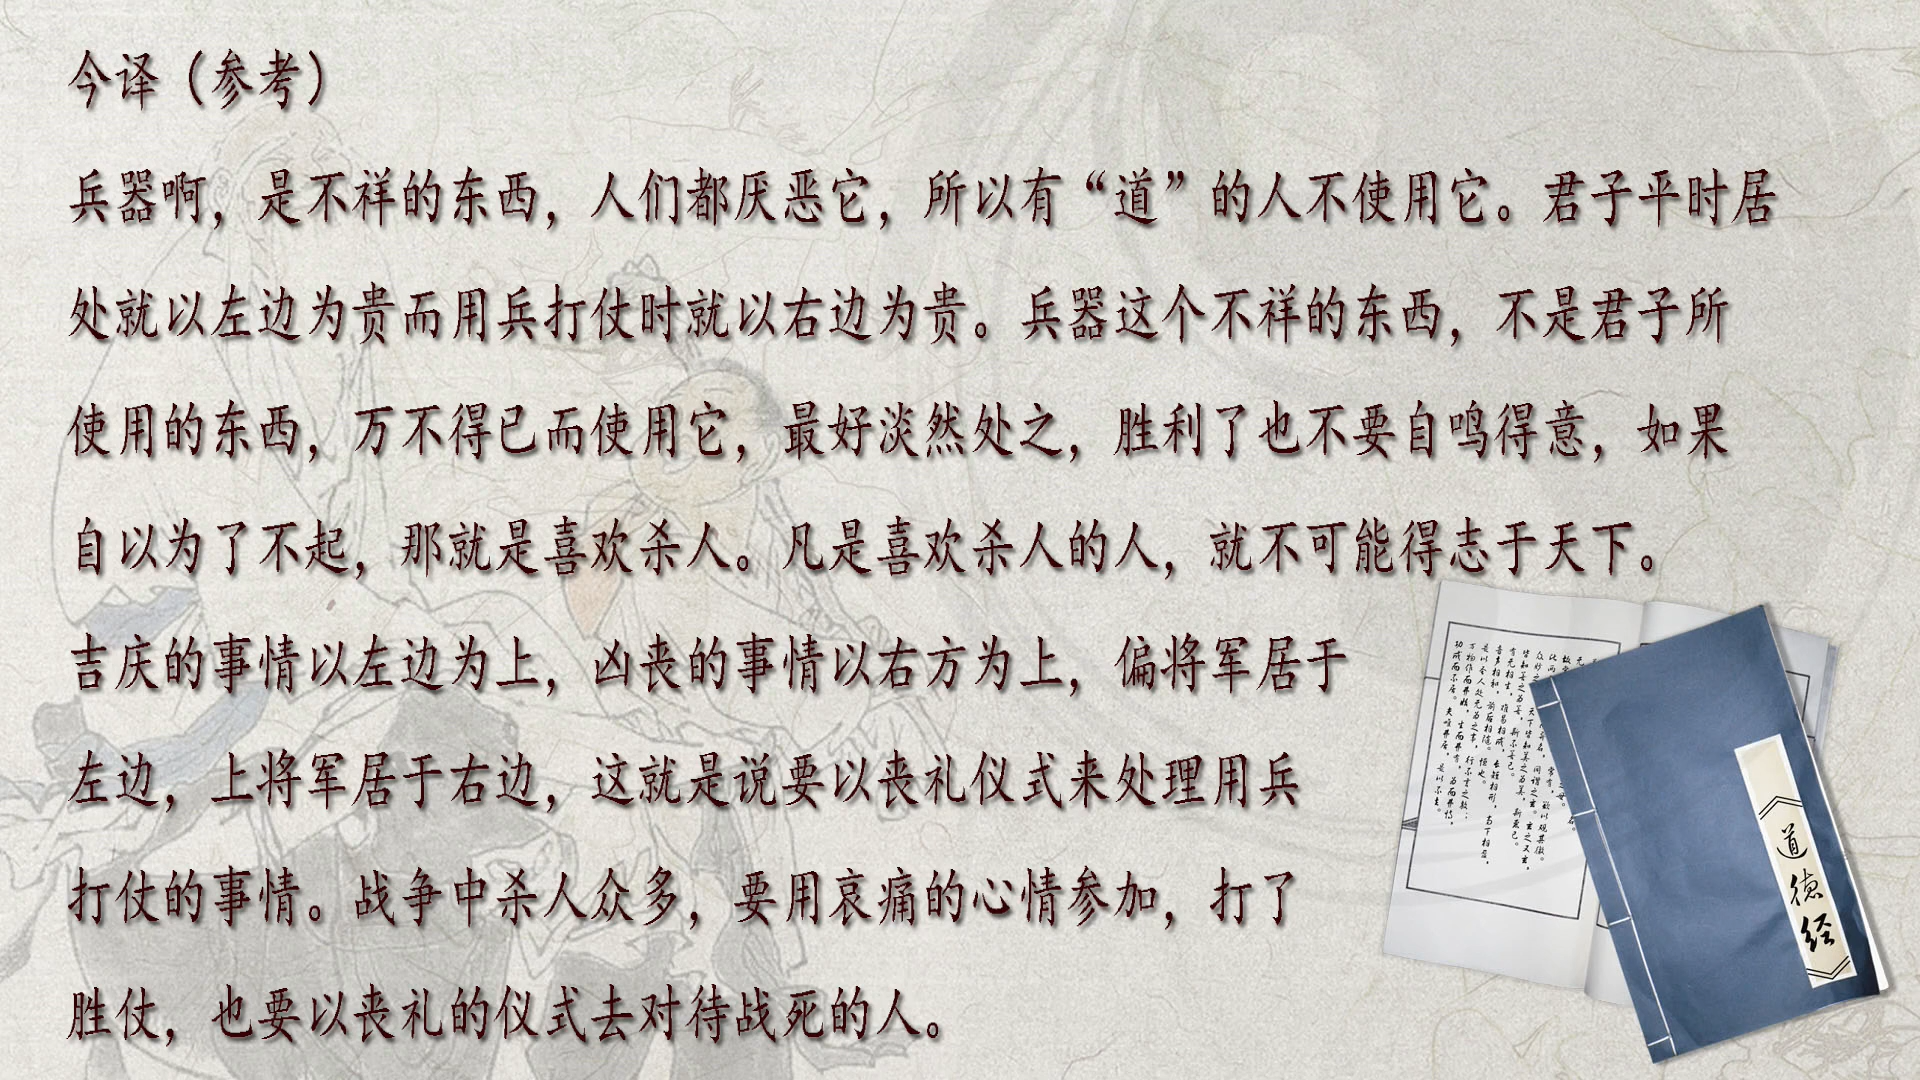 今译（参考）
兵器啊，是不祥的东西，人们都厌恶它，所以有“道”的人不使用它。君子平时居
处就以左边为贵而用兵打仗时就以右边为贵。兵器这个不祥的东西，不是君子所
使用的东西，万不得已而使用它，最好淡然处之，胜利了也不要自鸣得意，如果
自以为了不起，那就是喜欢杀人。凡是喜欢杀人的人，就不可能得志于天下。
吉庆的事情以左边为上，凶丧的事情以右方为上，偏将军居于
左边，上将军居于右边，这就是说要以丧礼仪式来处理用兵
打仗的事情。战争中杀人众多，要用哀痛的心情参加，打了
胜仗，也要以丧礼的仪式去对待战死的人。
道德经